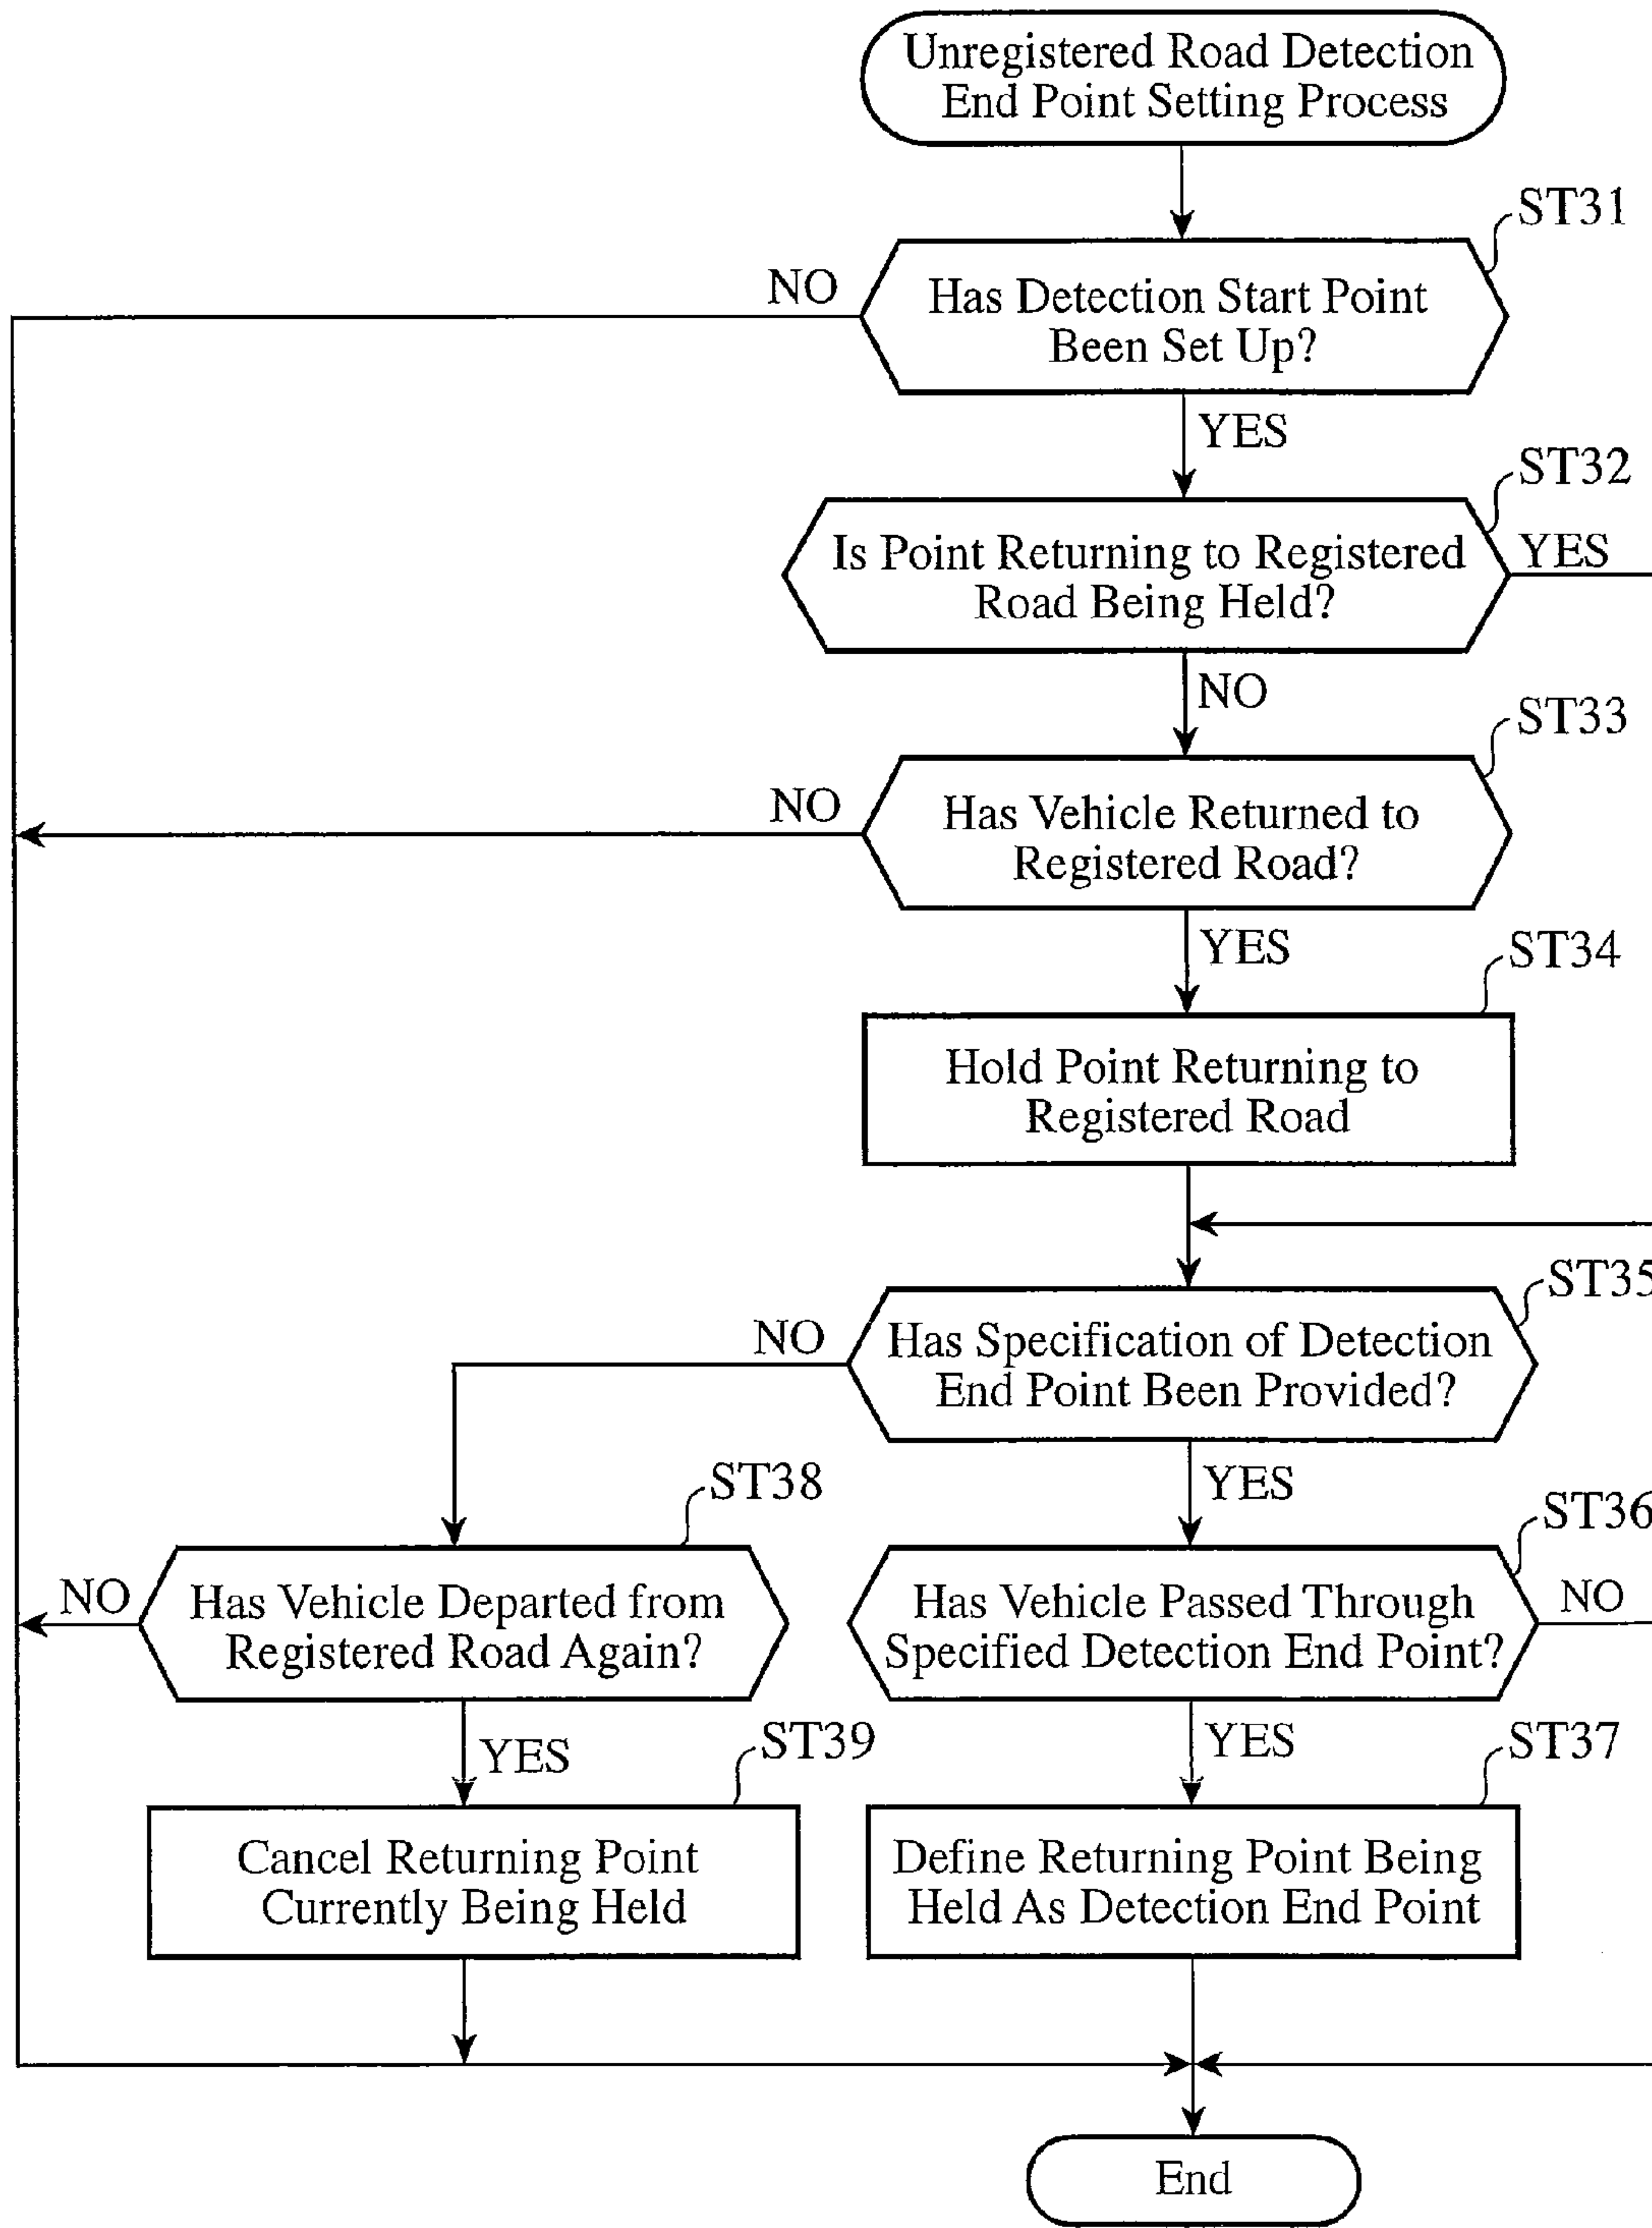 Unregistered Road Detection
End Point Setting Process
ST31
NO
Has Detection Start Point
Been Set Up?
YES
ST32
Is Point Returning to Registered
Road Being Held?
YES
NO
ST33
NO
Has Vehicle Returned to
Registered Road?
YES
ST34
Hold Point Returning to
Registered Road
ST35
NO
Has Specification of Detection
End Point Been Provided?
YES
ST38
ST36
NO
Has Vehicle Departed from
Registered Road Again?
Has Vehicle Passed Through
Specified Detection End Point?
NO
YES
ST39
YES
ST37
Cancel Returning Point
Currently Being Held
Define Returning Point Being
Held As Detection End Point
End